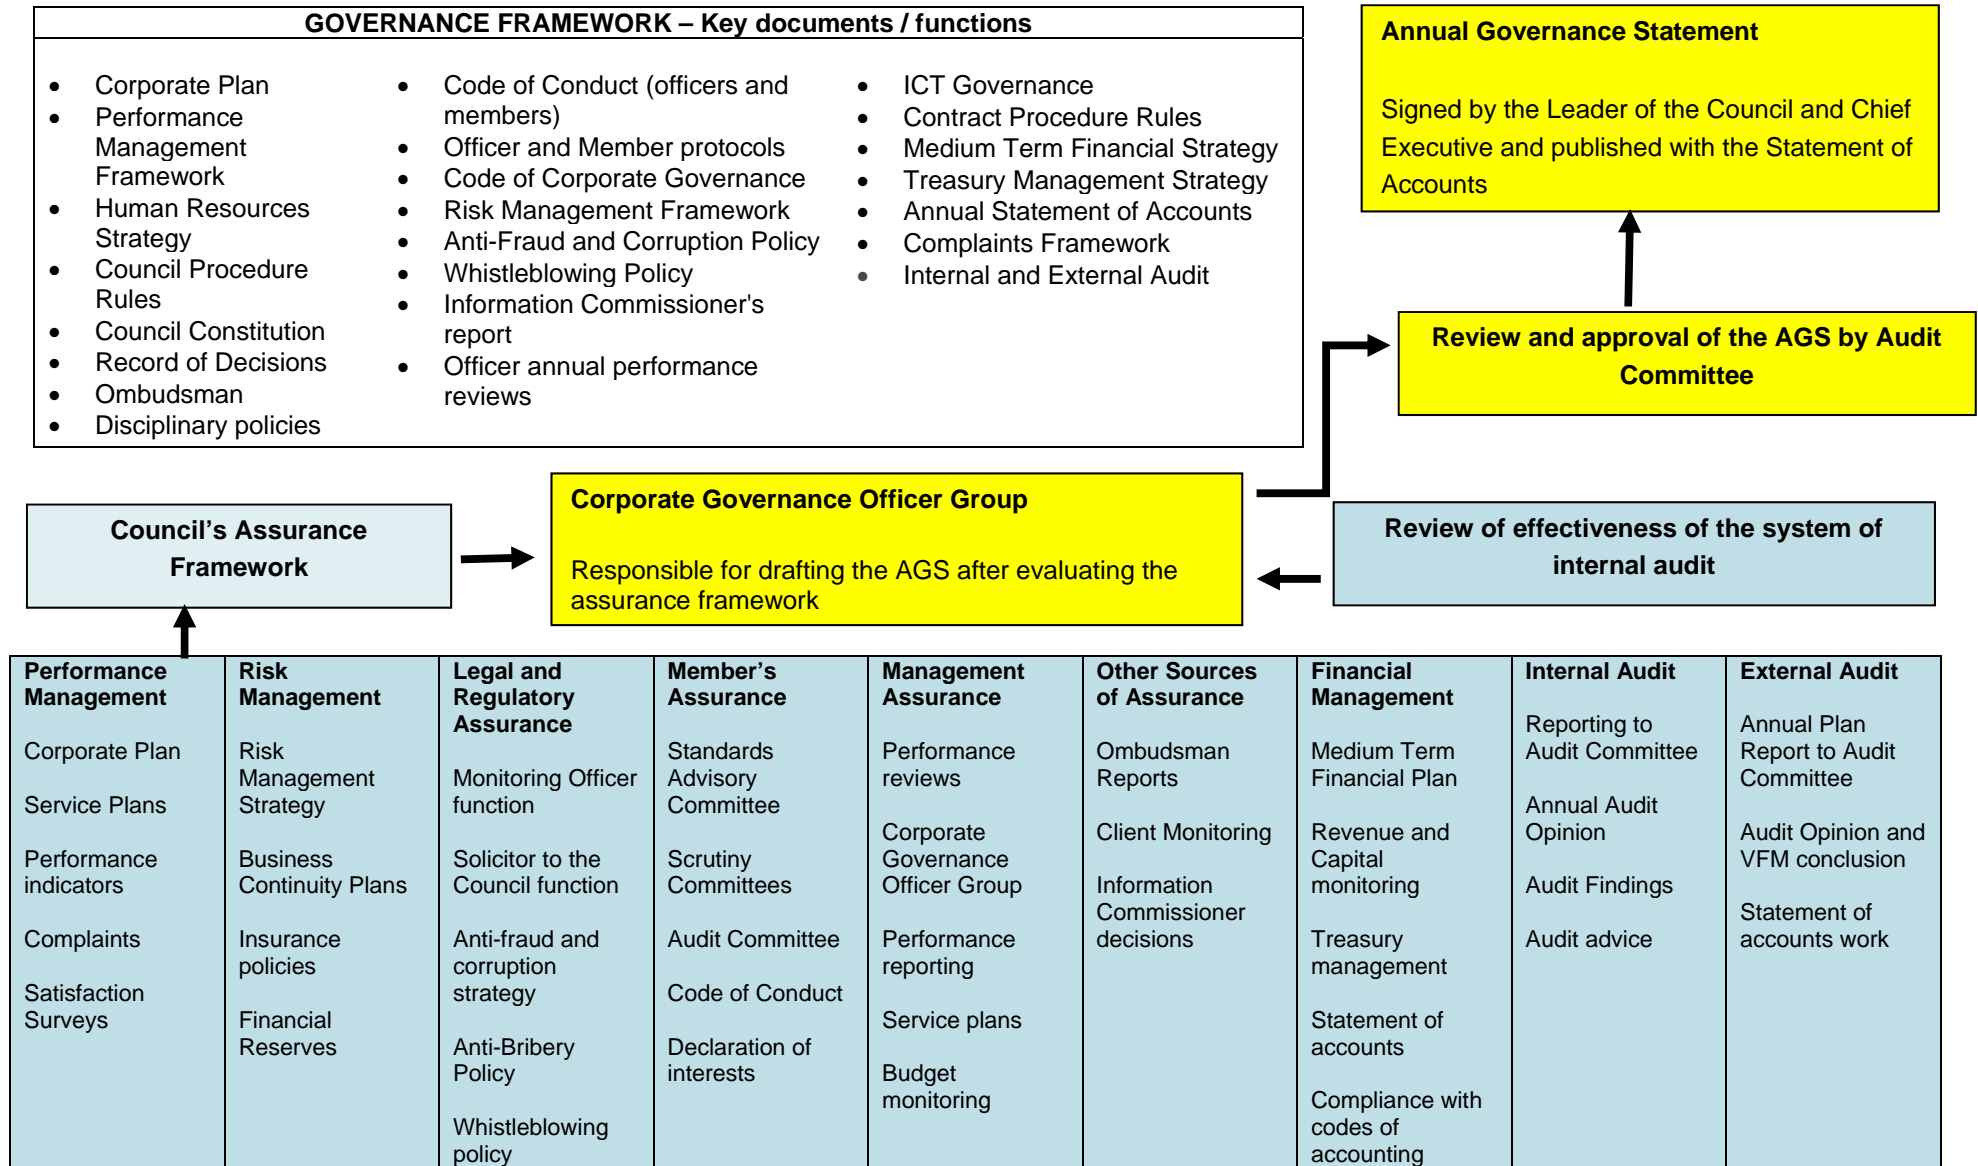 GOVERNANCE FRAMEWORK – Key documents / functions
• Corporate Plan
• Performance
Management
Framework
• Human Resources
Strategy
• Council Procedure
Rules
• Council Constitution
• Record of Decisions
• Ombudsman
• Disciplinary policies
• Code of Conduct (officers and
members)
• Officer and Member protocols
• Code of Corporate Governance
• Risk Management Framework
• Anti-Fraud and Corruption Policy
• Whistleblowing Policy
• Information Commissioner's
report
• Officer annual performance
reviews
• ICT Governance
• Contract Procedure Rules
• Medium Term Financial Strategy
• Treasury Management Strategy
• Annual Statement of Accounts
• Complaints Framework
• Internal and External Audit
Annual Governance Statement
Signed by the Leader of the Council and Chief
Executive and published with the Statement of
Accounts
Review and approval of the AGS by Audit
Committee
Council’s Assurance
Framework
Corporate Governance Officer Group
Responsible for drafting the AGS after evaluating the
assurance framework
Review of effectiveness of the system of
internal audit
Performance
Management
Corporate Plan
Service Plans
Performance
indicators
Complaints
Satisfaction
Surveys
Risk
Management
Risk
Management
Strategy
Business
Continuity Plans
Insurance
policies
Financial
Reserves
Legal and
Regulatory
Assurance
Monitoring Officer
function
Solicitor to the
Council function
Anti-fraud and
corruption
strategy
Anti-Bribery
Policy
Whistleblowing
policy
Member’s
Assurance
Standards
Advisory
Committee
Scrutiny
Committees
Audit Committee
Code of Conduct
Declaration of
interests
Management
Assurance
Performance
reviews
Corporate
Governance
Officer Group
Performance
reporting
Service plans
Budget
monitoring
Other Sources
of Assurance
Ombudsman
Reports
Client Monitoring
Information
Commissioner
decisions
Financial
Management
Medium Term
Financial Plan
Revenue and
Capital
monitoring
Treasury
management
Statement of
accounts
Compliance with
codes of
accounting
Internal Audit
Reporting to
Audit Committee
Annual Audit
Opinion
Audit Findings
Audit advice
External Audit
Annual Plan
Report to Audit
Committee
Audit Opinion and
VFM conclusion
Statement of
accounts work